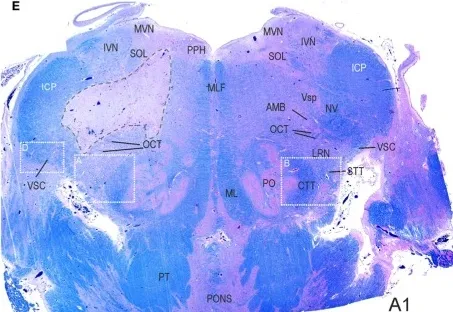 E
MVN
MVN
IVN
SOL
PPH
IVN
SOL
ICP
ICP
MLF
Vsp
AMB
NV
OCT
OCT
VSC
D
A
LRN
B
STT
VSC
PO
CTT
ML
PT
PONS
A1